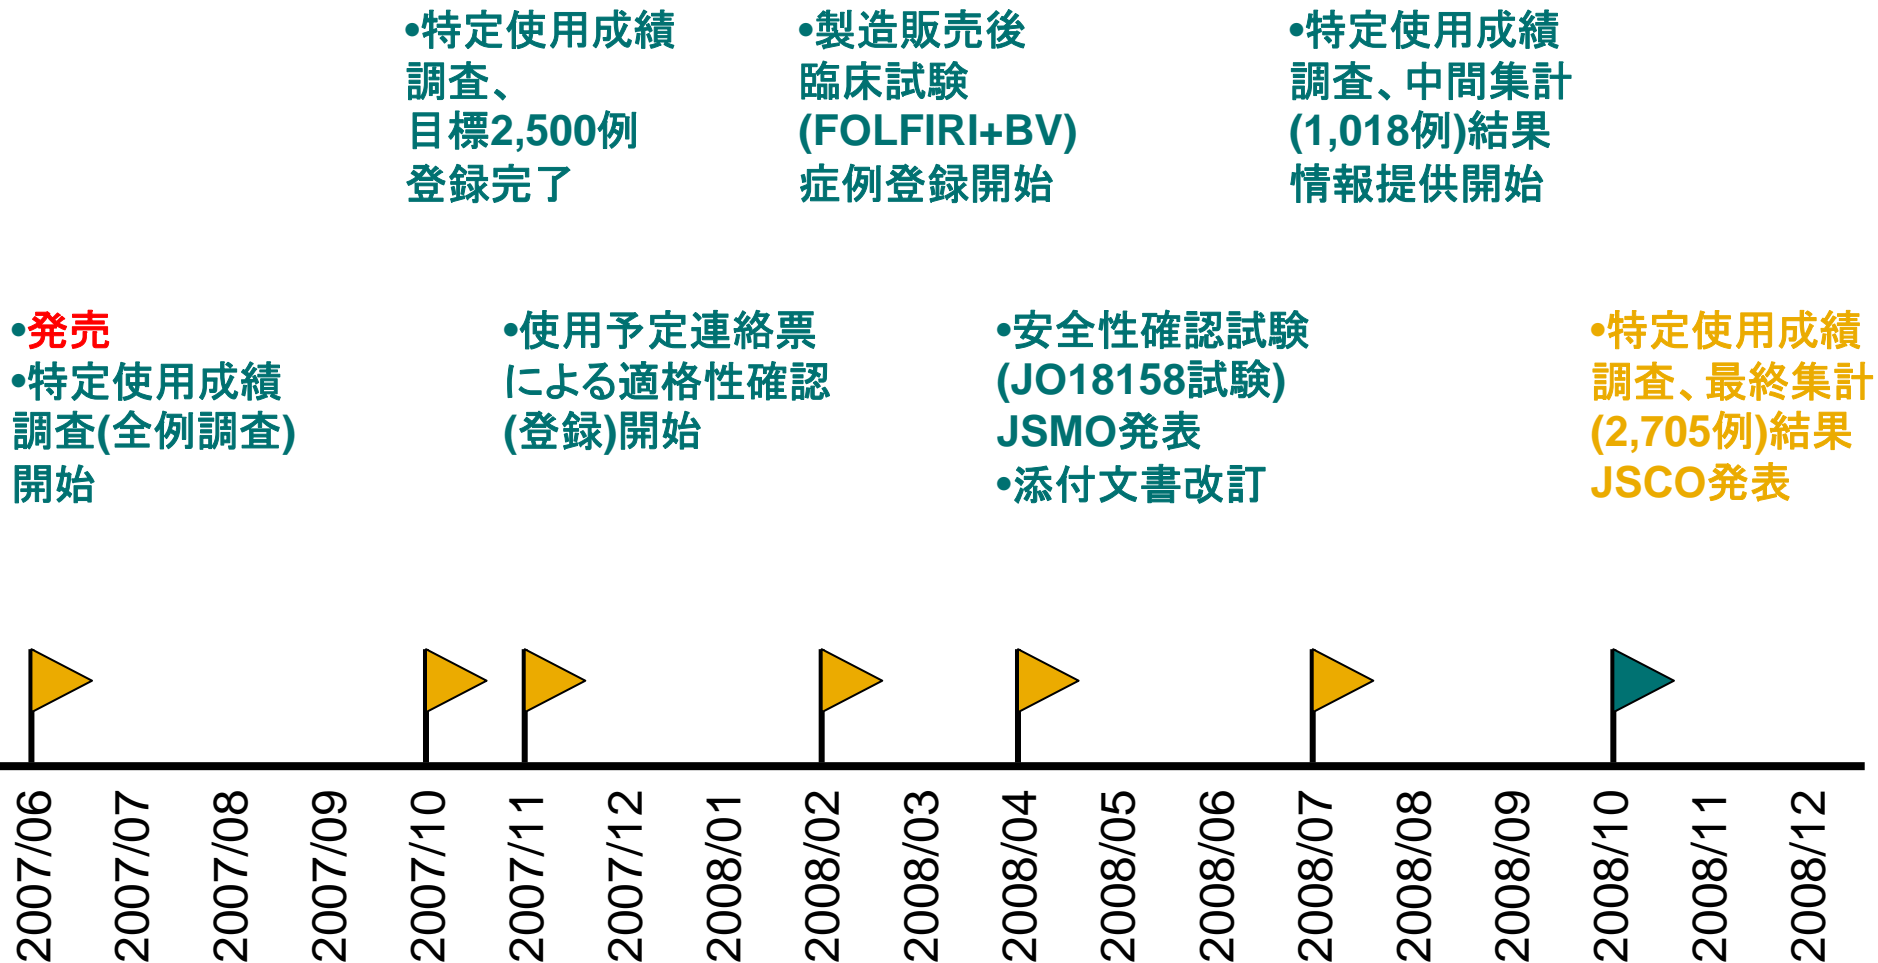 •特定使用成績
調査、
目標2,500例
登録完了
•製造販売後
臨床試験
(FOLFIRI+BV)
症例登録開始
•特定使用成績
調査、中間集計
(1,018例)結果
情報提供開始
•発売
•特定使用成績
調査(全例調査)
開始
•使用予定連絡票
による適格性確認
(登録)開始
•安全性確認試験
(JO18158試験)
JSMO発表
•添付文書改訂
•特定使用成績
調査、最終集計
(2,705例)結果
JSCO発表
2007/06
2007/07
2007/08
2007/09
2007/10
2007/11
2007/12
2008/01
2008/02
2008/03
2008/04
2008/05
2008/06
2008/07
2008/08
2008/09
2008/10
2008/11
2008/12